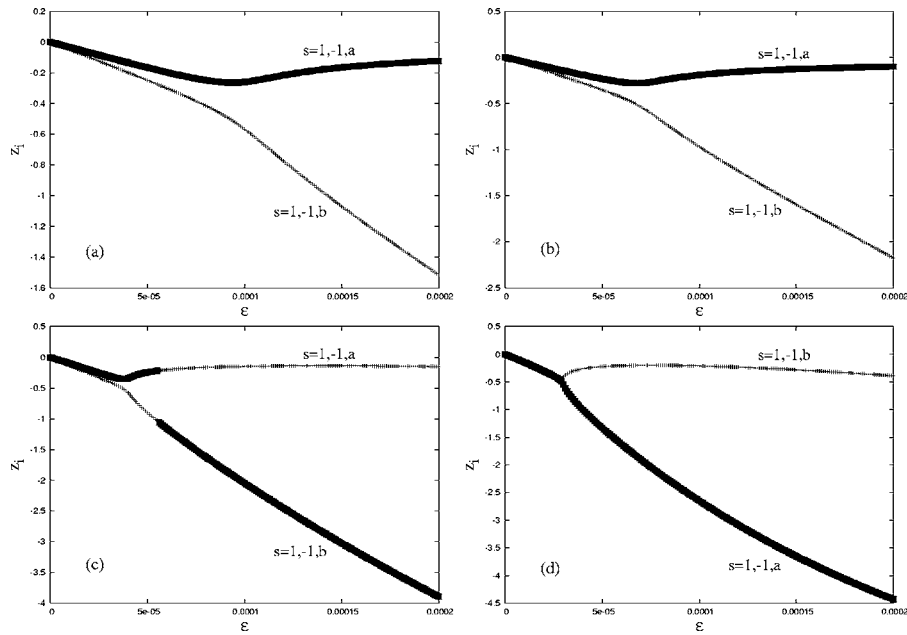 0.2
0
-0.2
-0.4
-0.6
-0.8
-1
-1.2
-1.4
-1.6
z_i
s=1,-1,a
s=1,-1,b
(a)
0 5e-05 0.0001 0.00015 0.0002
ε
0.5
0
-0.5
-1
-1.5
-2
-2.5
z_i
s=1,-1,a
s=1,-1,b
(b)
0 5e-05 0.0001 0.00015 0.0002
ε
0.5
0
-0.5
-1
-1.5
-2
-2.5
-3
-3.5
-4
z_i
s=1,-1,a
s=1,-1,b
(c)
0 5e-05 0.0001 0.00015 0.0002
ε
0.5
0
-0.5
-1
-1.5
-2
-2.5
-3
-3.5
-4
-4.5
z_i
s=1,-1,b
s=1,-1,a
(d)
0 5e-05 0.0001 0.00015 0.0002
ε